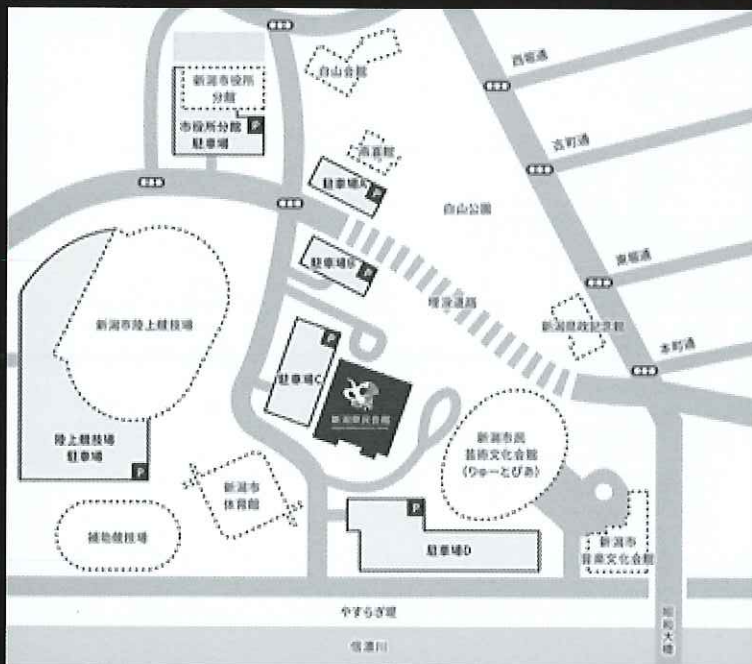 白山会館
西堀通
新潟市役所
分館
市役所分館
駐車場
P
古町通
雨喜館
駐車場A
P
白山公園
東堀通
駐車場B
P
埋没道路
新潟県政記念館
新潟市陸上競技場
本町通
P
駐車場C
新潟県民会館
陸上競技場
駐車場
P
新潟市民
芸術文化会館
(りゅーとぴあ)
新潟市
体育館
P
補助競技場
駐車場D
新潟市
音楽文化会館
やすらぎ堤
昭和大橋
信濃川